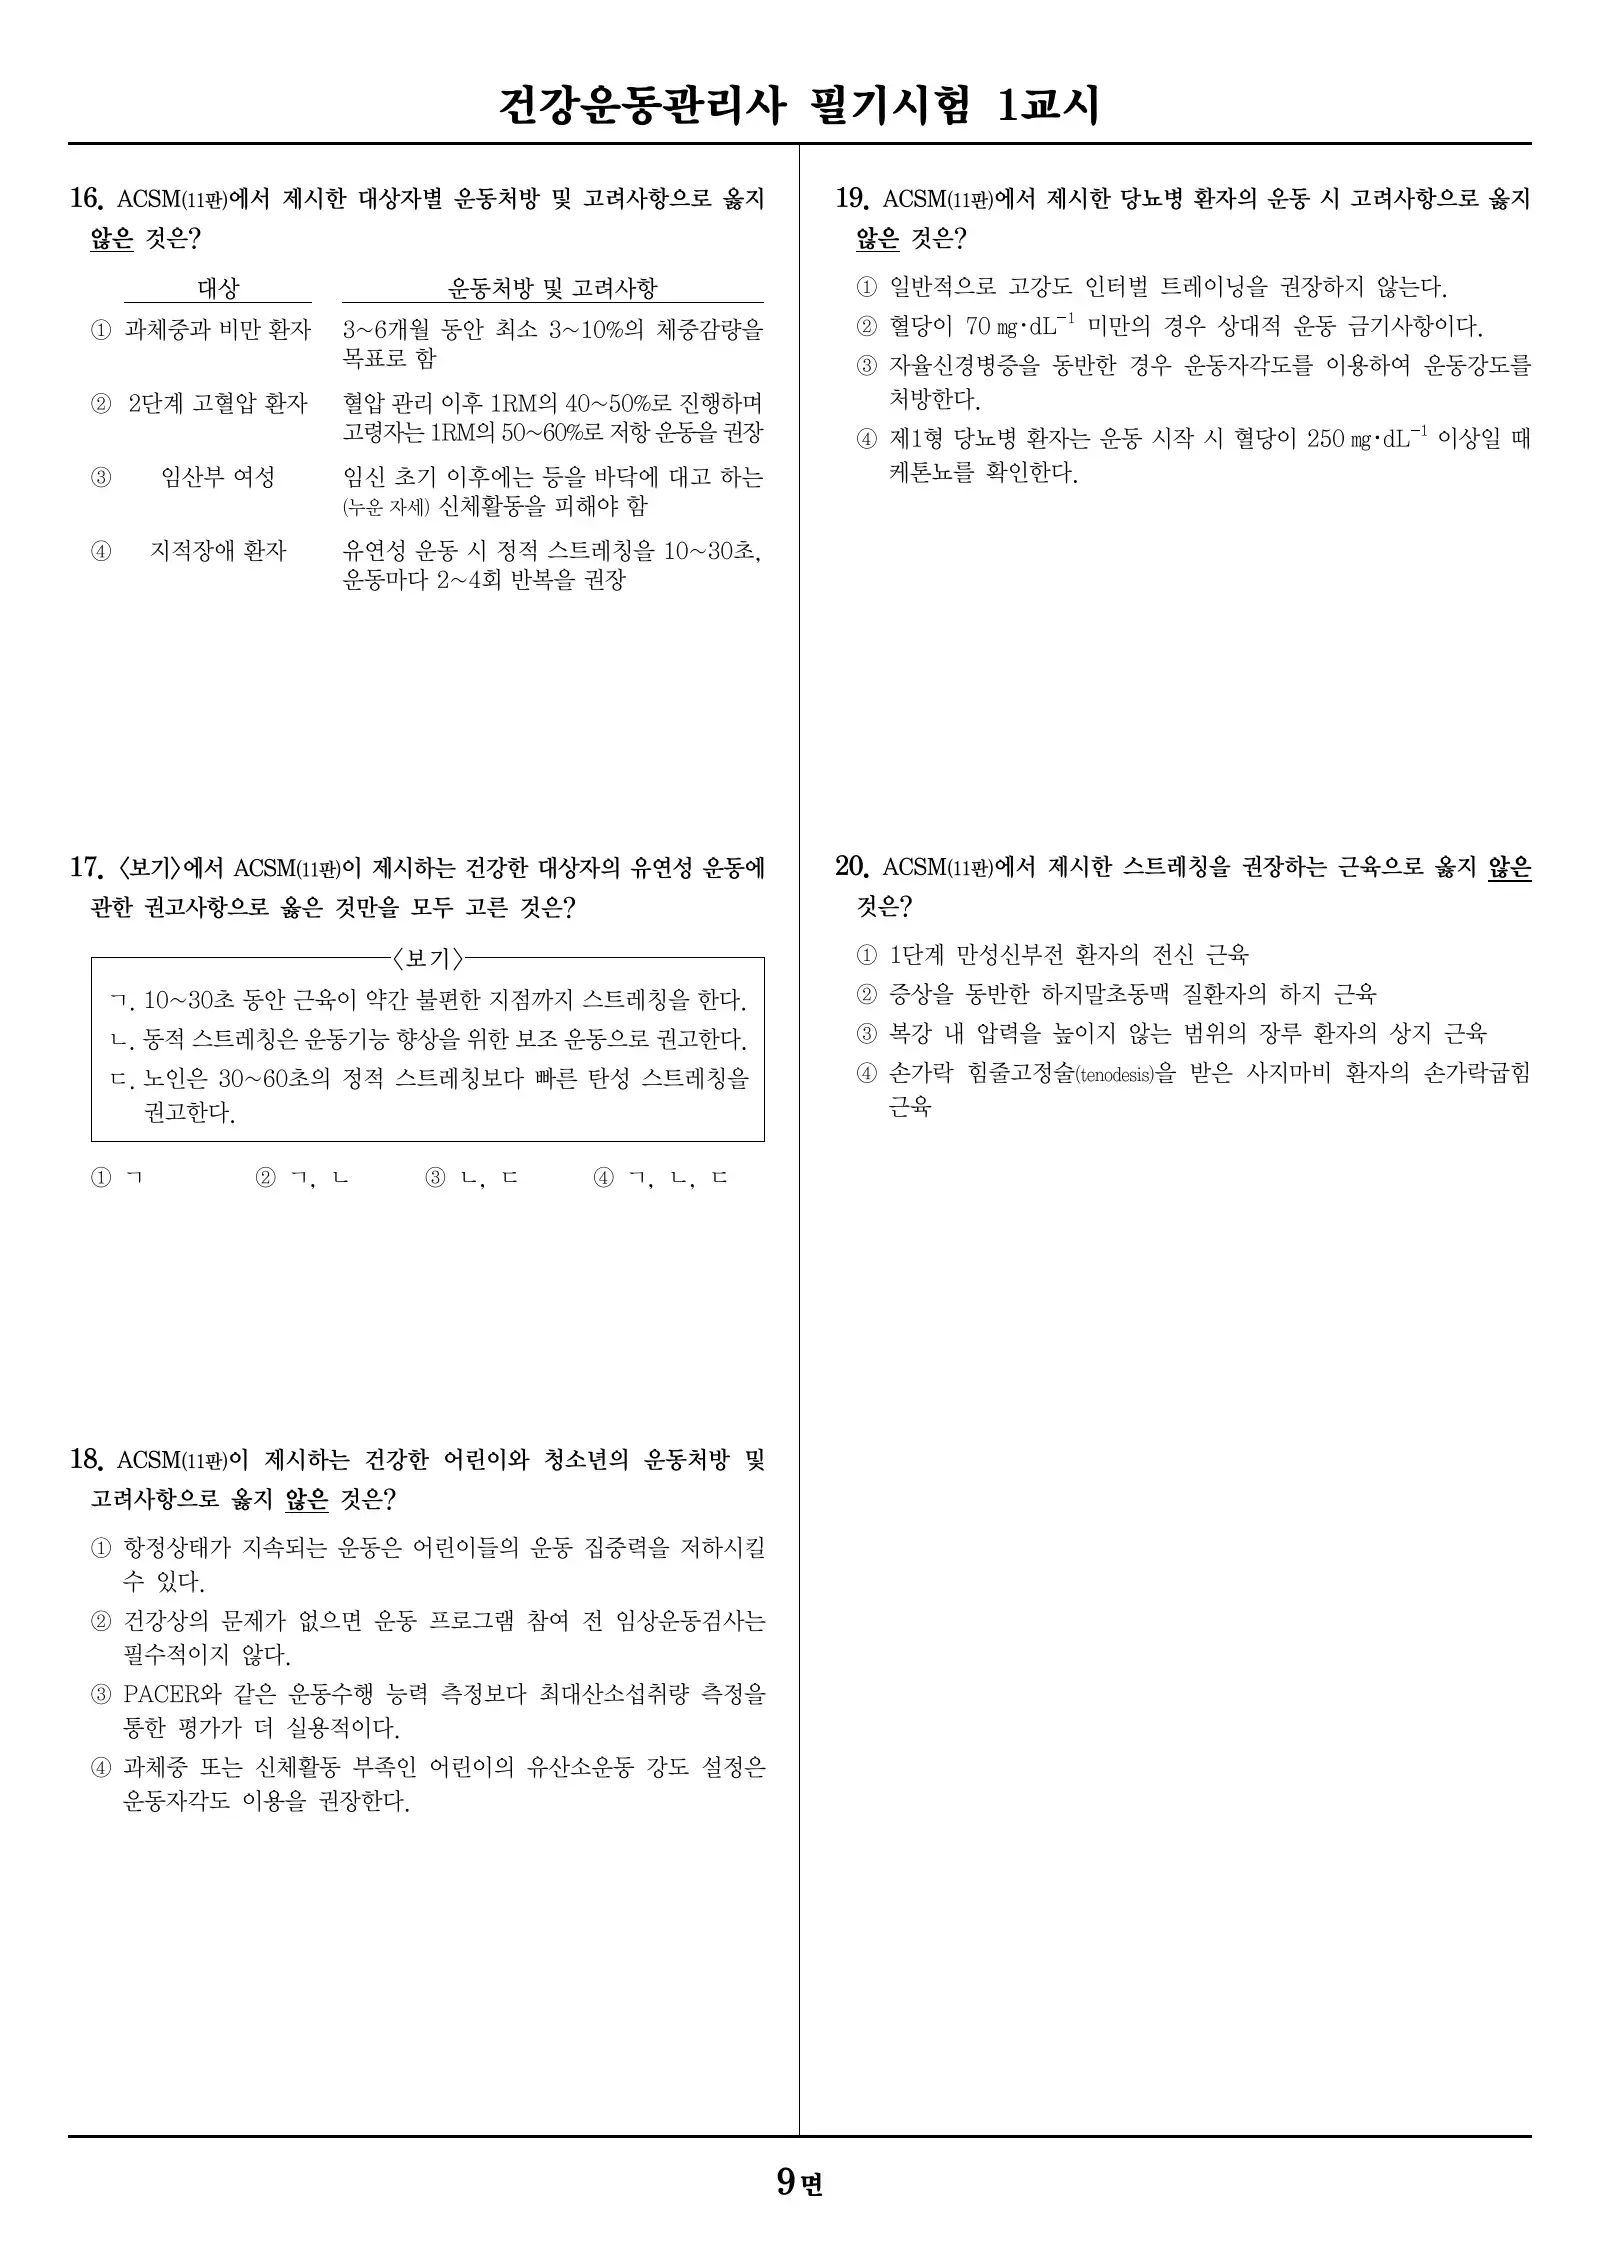 건강운동관리사 필기시험 1교시
16. ACSM(11판)에서 제시한 대상자별 운동처방 및 고려사항으로 옳지
않은 것은?
대상 운동처방 및 고려사항
① 과체중과 비만 환자 3~6개월 동안 최소 3~10%의 체중감량을
목표로 함
② 2단계 고혈압 환자 혈압 관리 이후 1RM의 40~50%로 진행하며
고령자는 1RM의 50~60%로 저항 운동을 권장
③ 임산부 여성 임신 초기 이후에는 등을 바닥에 대고 하는
(누운 자세) 신체활동을 피해야 함
④ 지적장애 환자 유연성 운동 시 정적 스트레칭을 10~30초,
운동마다 2~4회 반복을 권장
17. <보기>에서 ACSM(11판)이 제시하는 건강한 대상자의 유연성 운동에
관한 권고사항으로 옳은 것만을 모두 고른 것은?
<보기>
ㄱ. 10~30초 동안 근육이 약간 불편한 지점까지 스트레칭을 한다.
ㄴ. 동적 스트레칭은 운동기능 향상을 위한 보조 운동으로 권고한다.
ㄷ. 노인은 30~60초의 정적 스트레칭보다 빠른 탄성 스트레칭을
권고한다.
① ㄱ ② ㄱ, ㄴ ③ ㄴ, ㄷ ④ ㄱ, ㄴ, ㄷ
18. ACSM(11판)이 제시하는 건강한 어린이와 청소년의 운동처방 및
고려사항으로 옳지 않은 것은?
① 항정상태가 지속되는 운동은 어린이들의 운동 집중력을 저하시킬
수 있다.
② 건강상의 문제가 없으면 운동 프로그램 참여 전 임상운동검사는
필수적이지 않다.
③ PACER와 같은 운동수행 능력 측정보다 최대산소섭취량 측정을
통한 평가가 더 실용적이다.
④ 과체중 또는 신체활동 부족인 어린이의 유산소운동 강도 설정은
운동자각도 이용을 권장한다.
19. ACSM(11판)에서 제시한 당뇨병 환자의 운동 시 고려사항으로 옳지
않은 것은?
① 일반적으로 고강도 인터벌 트레이닝을 권장하지 않는다.
② 혈당이 70㎎·dL⁻¹ 미만의 경우 상대적 운동 금기사항이다.
③ 자율신경병증을 동반한 경우 운동자각도를 이용하여 운동강도를
처방한다.
④ 제1형 당뇨병 환자는 운동 시작 시 혈당이 250㎎·dL⁻¹ 이상일 때
케톤뇨를 확인한다.
20. ACSM(11판)에서 제시한 스트레칭을 권장하는 근육으로 옳지 않은
것은?
① 1단계 만성신부전 환자의 전신 근육
② 증상을 동반한 하지말초동맥 질환자의 하지 근육
③ 복강 내 압력을 높이지 않는 범위의 장루 환자의 상지 근육
④ 손가락 힘줄고정술(tenodesis)을 받은 사지마비 환자의 손가락굽힘
근육
9면